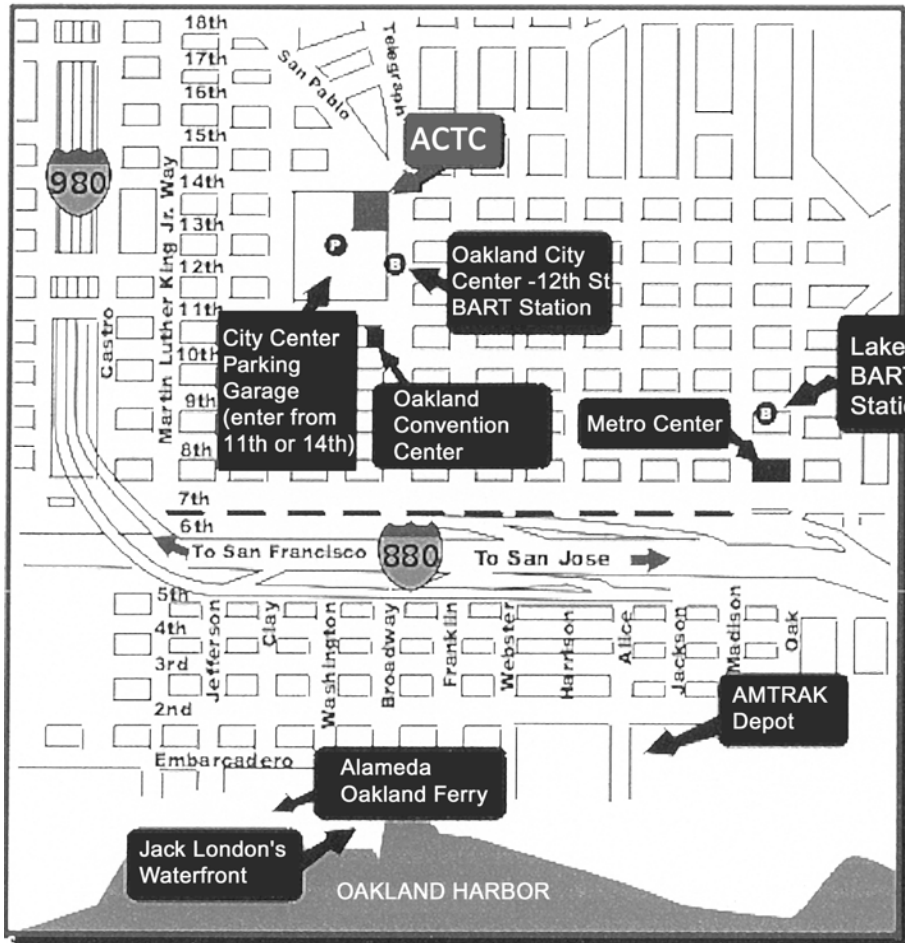 18th
17th
16th
15th
14th
13th
12th
11th
10th
9th
8th
7th
6th
5th
4th
3rd
2nd
San Pablo
Telegraph
ACTC
980
Martin Luther King Jr. Way
Castro
P
B
Oakland City
Center -12th St
BART Station
City Center
Parking
Garage
(enter from
11th or 14th)
Oakland
Convention
Center
Metro Center
B
Lake
BART
Statio
To San Francisco
880
To San Jose
Jefferson
Clay
Washington
Broadway
Franklin
Webster
Harrison
Alice
Jackson
Madison
Oak
AMTRAK
Depot
Embarcadero
Alameda
Oakland Ferry
Jack London's
Waterfront
OAKLAND HARBOR